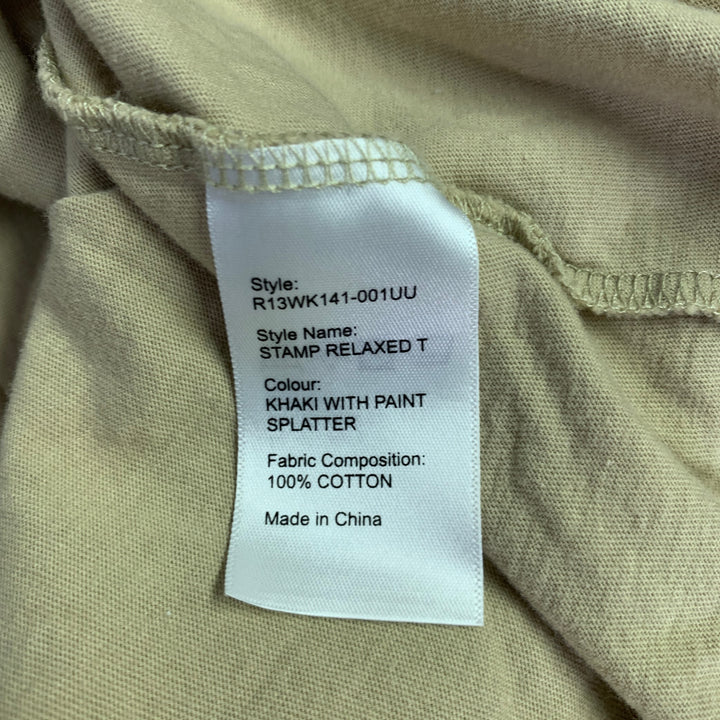 Style:
R13WK141-001UU
Style Name:
STAMP RELAXED T
Colour:
KHAKI WITH PAINT
SPLATTER
Fabric Composition:
100% COTTON
Made in China